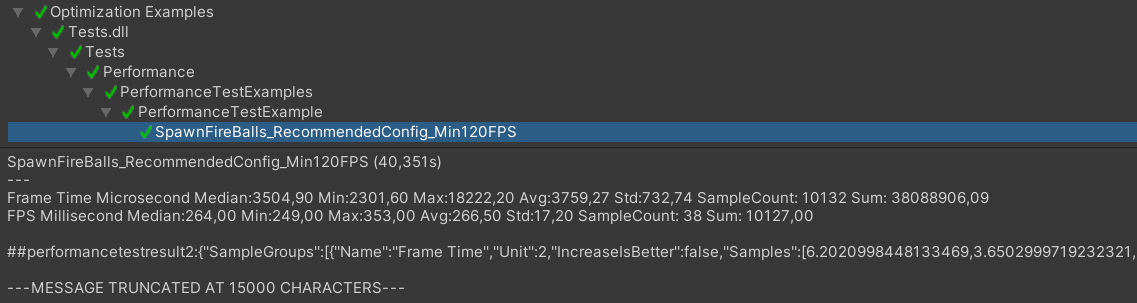 Optimization Examples
Tests.dll
Tests
Performance
PerformanceTestExamples
PerformanceTestExample
SpawnFireBalls_RecommendedConfig_Min120FPS
SpawnFireBalls_RecommendedConfig_Min120FPS (40,351s)
---
Frame Time Microsecond Median:3504,90 Min:2301,60 Max:18222,20 Avg:3759,27 Std:732,74 SampleCount: 10132 Sum: 38088906,09
FPS Millisecond Median:264,00 Min:249,00 Max:353,00 Avg:266,50 Std:17,20 SampleCount: 38 Sum: 10127,00
##performancetestresult2:{"SampleGroups":[{"Name":"Frame Time","Unit":2,"IncreaseIsBetter":false,"Samples":[6.2020998448133469,3.6502999719232321,
---MESSAGE TRUNCATED AT 15000 CHARACTERS---